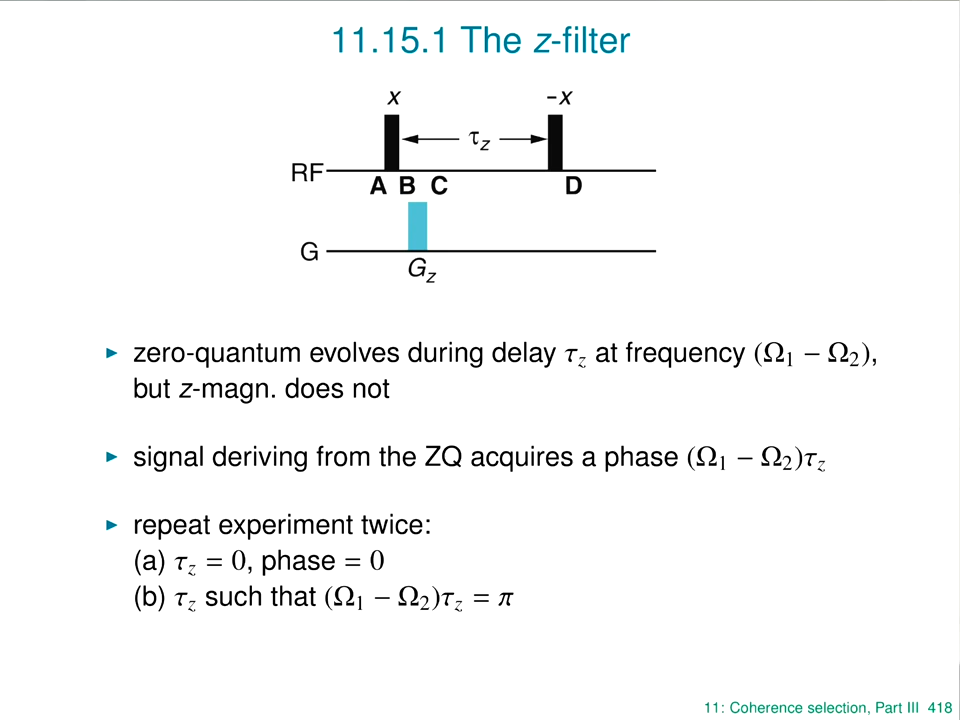 11.15.1 The z-filter
x
-x
τz
RF
A B C
D
G
Gz
▶ zero-quantum evolves during delay τz at frequency (Ω1 − Ω2),
but z-magn. does not
▶ signal deriving from the ZQ acquires a phase (Ω1 − Ω2)τz
▶ repeat experiment twice:
(a) τz = 0, phase = 0
(b) τz such that (Ω1 − Ω2)τz = π
11: Coherence selection, Part III 418